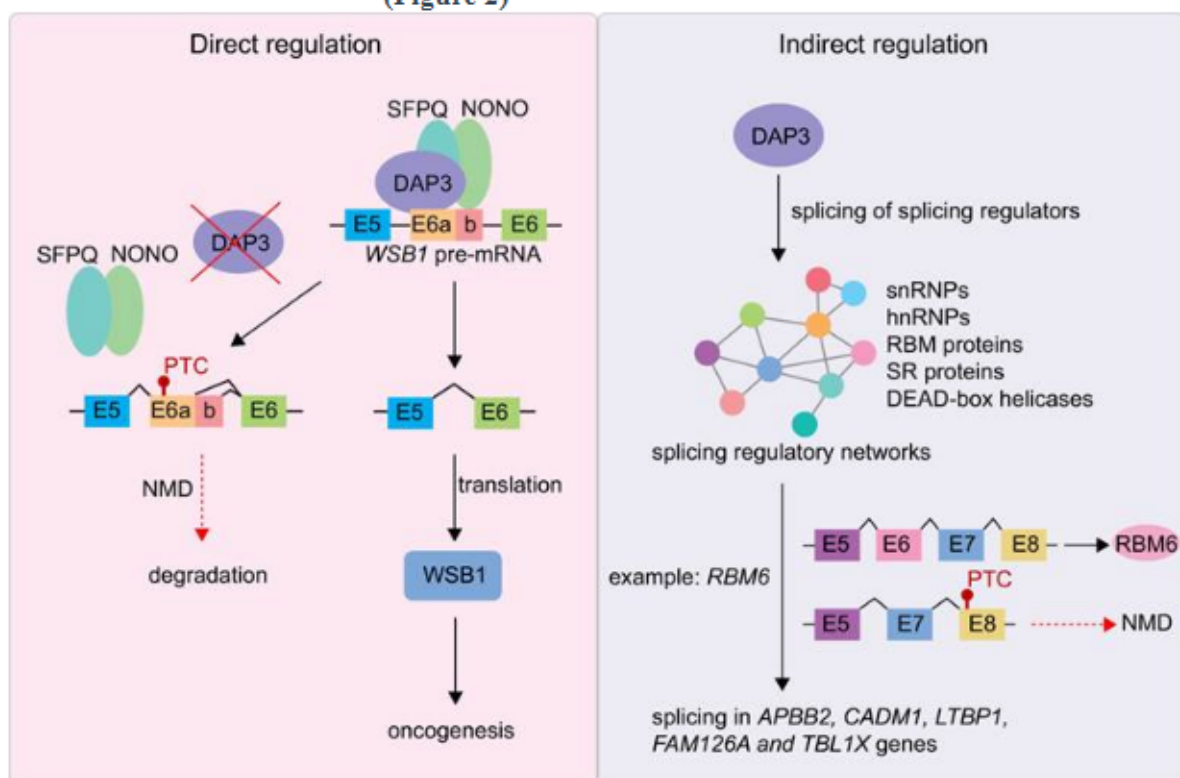 (Figure 2)
Direct regulation
SFPQ NONO
DAP3
E5 E6a b E6
WSB1 pre-mRNA
DAP3
SFPQ NONO
PTC
E5 E6a b E6
NMD
degradation
E5 E6
translation
WSB1
oncogenesis
Indirect regulation
DAP3
splicing of splicing regulators
snRNPs
hnRNPs
RBM proteins
SR proteins
DEAD-box helicases
splicing regulatory networks
example: RBM6
E5 E6 E7 E8 RBM6
PTC
E5 E7 E8 NMD
splicing in APBB2, CADM1, LTBP1,
FAM126A and TBL1X genes